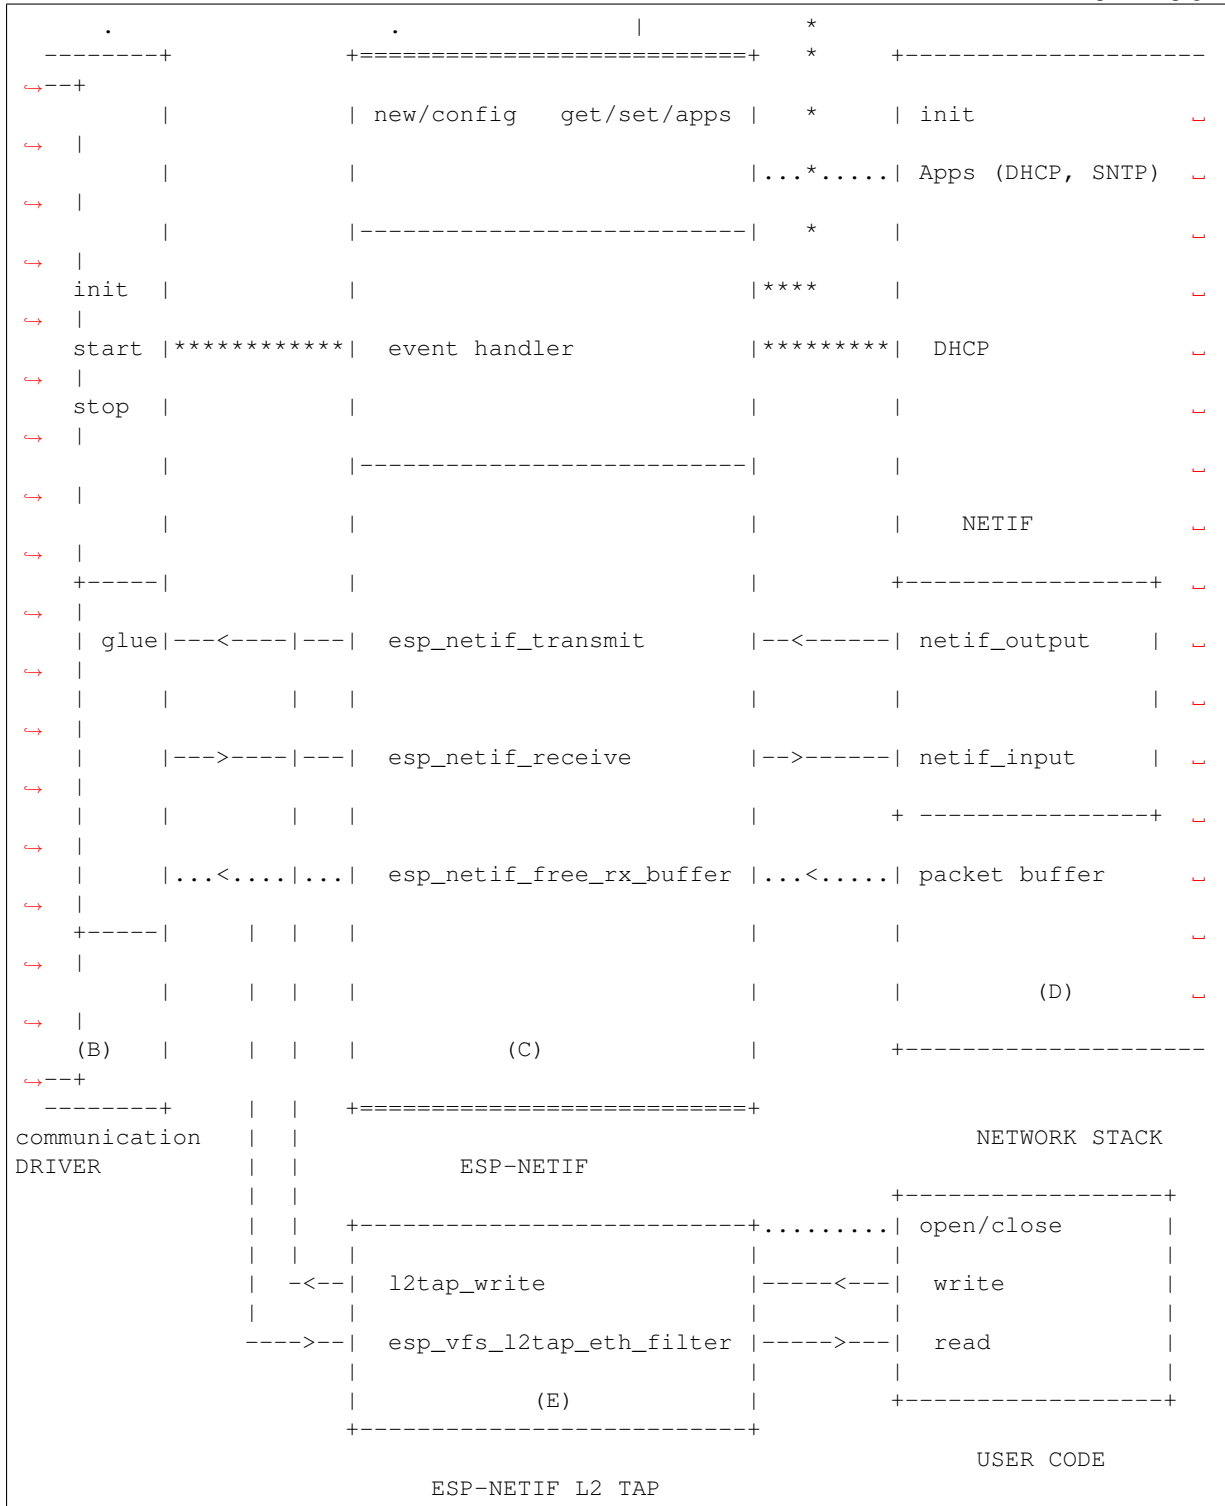 . . | *
--------+ +===========================+ * +---------------------
↪--+
| | new/config get/set/apps | * | init ␣
↪ |
| | |...*.....| Apps (DHCP, SNTP) ␣
↪ |
| |---------------------------| * | ␣
↪ |
init | | |**** | ␣
↪ |
start |************| event handler |*********| DHCP ␣
↪ |
stop | | | | ␣
↪ |
| |---------------------------| | ␣
↪ |
| | | | NETIF ␣
↪ |
+-----| | | +-----------------+ ␣
↪ |
| glue|---<----|---| esp_netif_transmit |--<------| netif_output | ␣
↪ |
| | | | | | | ␣
↪ |
| |--->----|---| esp_netif_receive |-->------| netif_input | ␣
↪ |
| | | | | + ----------------+ ␣
↪ |
| |...<....|...| esp_netif_free_rx_buffer |...<.....| packet buffer ␣
↪ |
+-----| | | | | | ␣
↪ |
| | | | | | (D) ␣
↪ |
(B) | | | | (C) | +---------------------
↪--+
--------+ | | +===========================+
communication | | NETWORK STACK
DRIVER | | ESP-NETIF
| | +------------------+
| | +---------------------------+.........| open/close |
| | | | | |
| -<--| l2tap_write |-----<---| write |
| | | | |
---->--| esp_vfs_l2tap_eth_filter |----->---| read |
| | | |
| (E) | +------------------+
+---------------------------+
USER CODE
ESP-NETIF L2 TAP